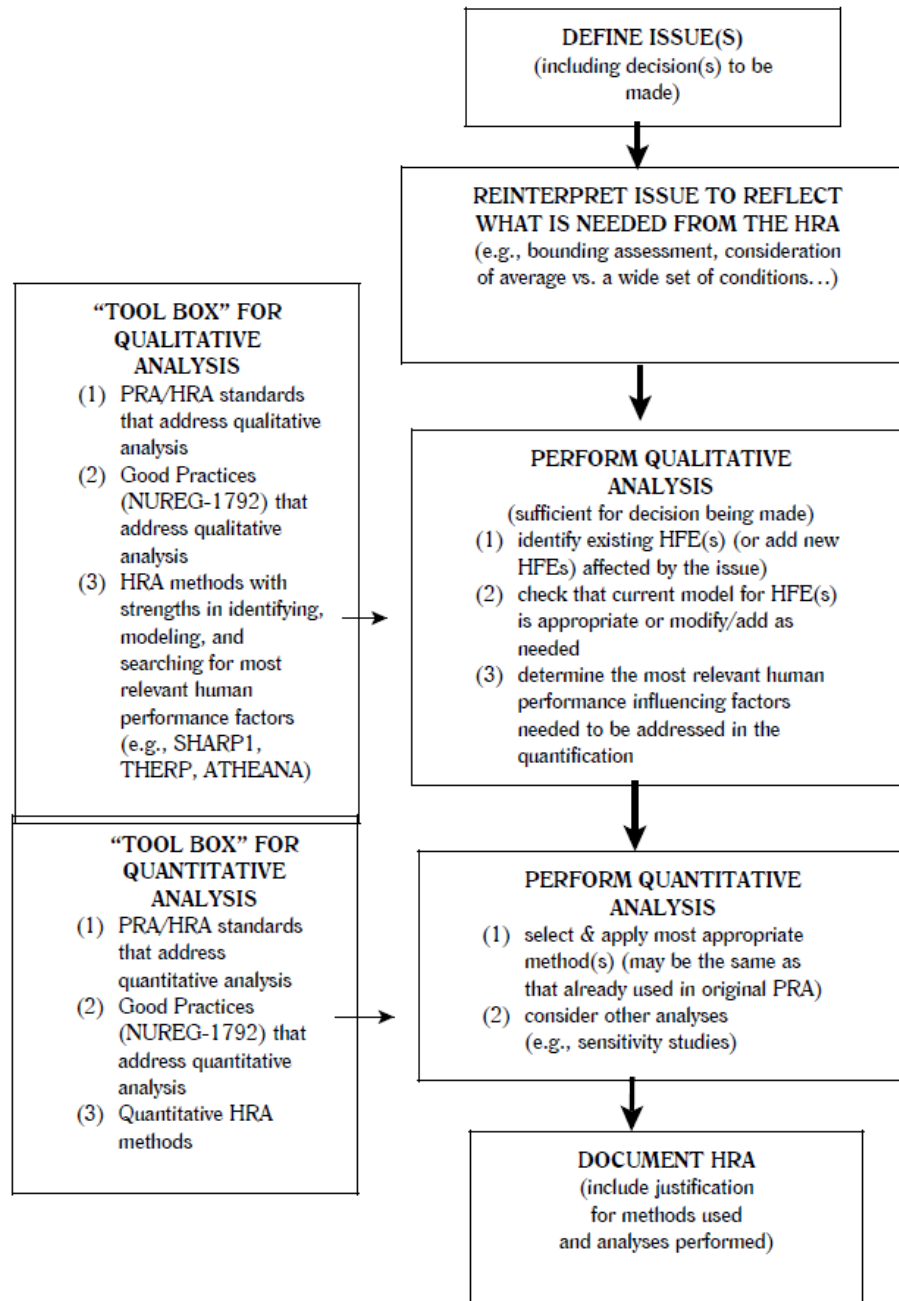 DEFINE ISSUE(S)
(including decision(s) to be
made)
REINTERPRET ISSUE TO REFLECT
WHAT IS NEEDED FROM THE HRA
(e.g., bounding assessment, consideration
of average vs. a wide set of conditions…)
“TOOL BOX” FOR
QUALITATIVE
ANALYSIS
(1) PRA/HRA standards
that address qualitative
analysis
(2) Good Practices
(NUREG-1792) that
address qualitative
analysis
(3) HRA methods with
strengths in identifying,
modeling, and
searching for most
relevant human
performance factors
(e.g., SHARP1,
THERP, ATHEANA)
PERFORM QUALITATIVE
ANALYSIS
(sufficient for decision being made)
(1) identify existing HFE(s) (or add new
HFEs) affected by the issue)
(2) check that current model for HFE(s)
is appropriate or modify/add as
needed
(3) determine the most relevant human
performance influencing factors
needed to be addressed in the
quantification
“TOOL BOX” FOR
QUANTITATIVE
ANALYSIS
(1) PRA/HRA standards
that address
quantitative analysis
(2) Good Practices
(NUREG-1792) that
address quantitative
analysis
(3) Quantitative HRA
methods
PERFORM QUANTITATIVE
ANALYSIS
(1) select & apply most appropriate
method(s) (may be the same as
that already used in original PRA)
(2) consider other analyses
(e.g., sensitivity studies)
DOCUMENT HRA
(include justification
for methods used
and analyses performed)